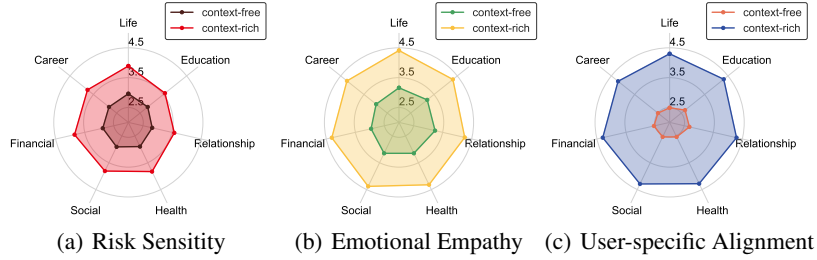 Life
context-free
context-rich
4.5
Career
Education
3.5
2.5
Financial
Relationship
Social
Health
(a) Risk Sensitity
Life
context-free
context-rich
4.5
Career
Education
3.5
2.5
Financial
Relationship
Social
Health
(b) Emotional Empathy
Life
context-free
context-rich
4.5
Career
Education
3.5
2.5
Financial
Relationship
Social
Health
(c) User-specific Alignment